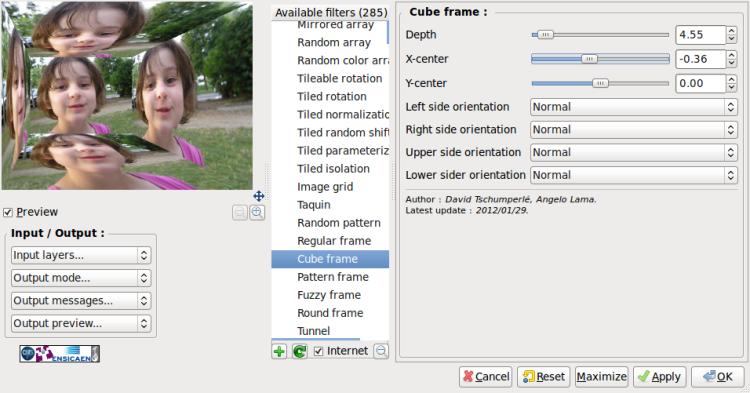 Preview
Input / Output :
Input layers...
Output mode...
Output messages...
Output preview...
ENSICAEN
Available filters (285)
Mirrored array
Random array
Random color arra
Tileable rotation
Tiled rotation
Tiled normalizatio
Tiled random shift
Tiled parameteriz
Tiled isolation
Image grid
Taquin
Random pattern
Regular frame
Cube frame
Pattern frame
Fuzzy frame
Round frame
Tunnel
Internet
Cube frame :
Depth 4.55
X-center -0.36
Y-center 0.00
Left side orientation Normal
Right side orientation Normal
Upper side orientation Normal
Lower sider orientation Normal
Author : David Tschumperlé, Angelo Lama.
Latest update : 2012/01/29.
Cancel Reset Maximize Apply OK